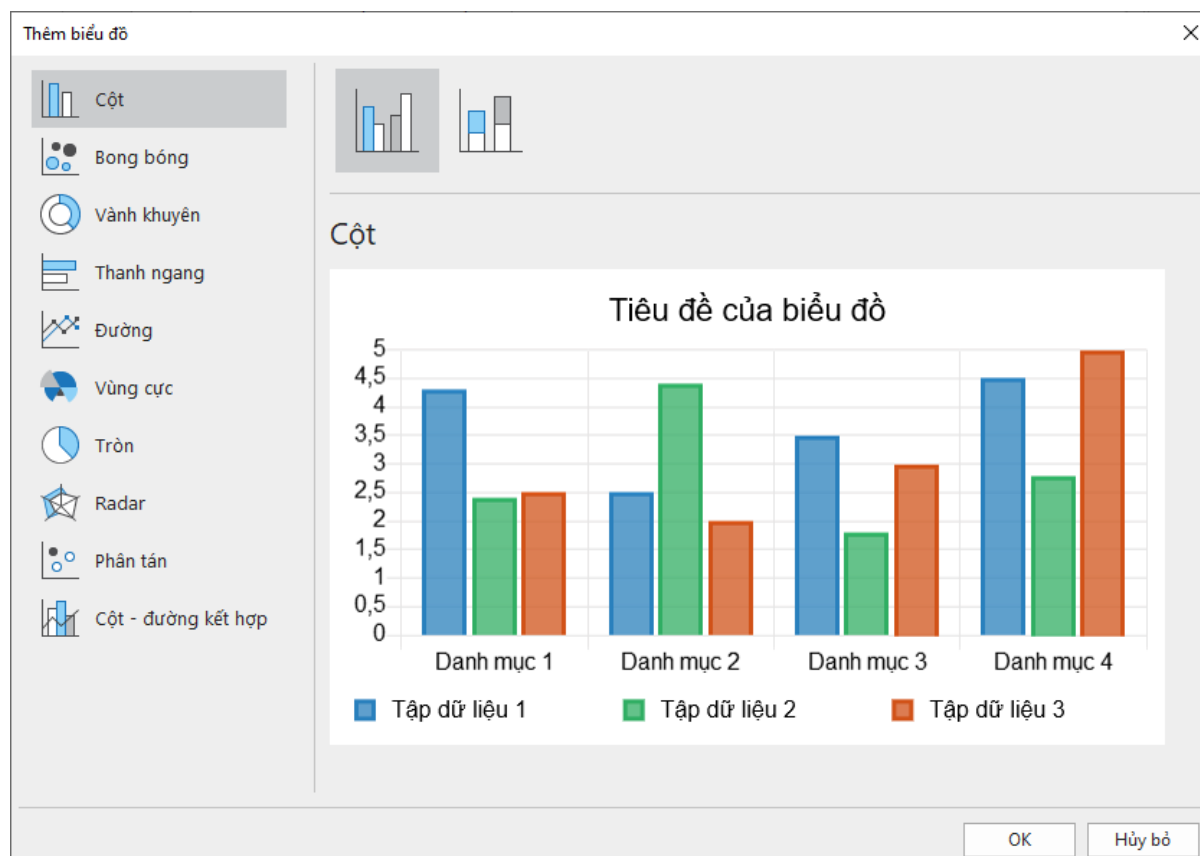 Thêm biểu đồ
Cột
Bong bóng
Vành khuyên
Thanh ngang
Đường
Vùng cực
Tròn
Radar
Phân tán
Cột - đường kết hợp
Cột
Tiêu đề của biểu đồ
5
4,5
4
3,5
3
2,5
2
1,5
1
0,5
0
Danh mục 1 Danh mục 2 Danh mục 3 Danh mục 4
Tập dữ liệu 1 Tập dữ liệu 2 Tập dữ liệu 3
OK Hủy bỏ